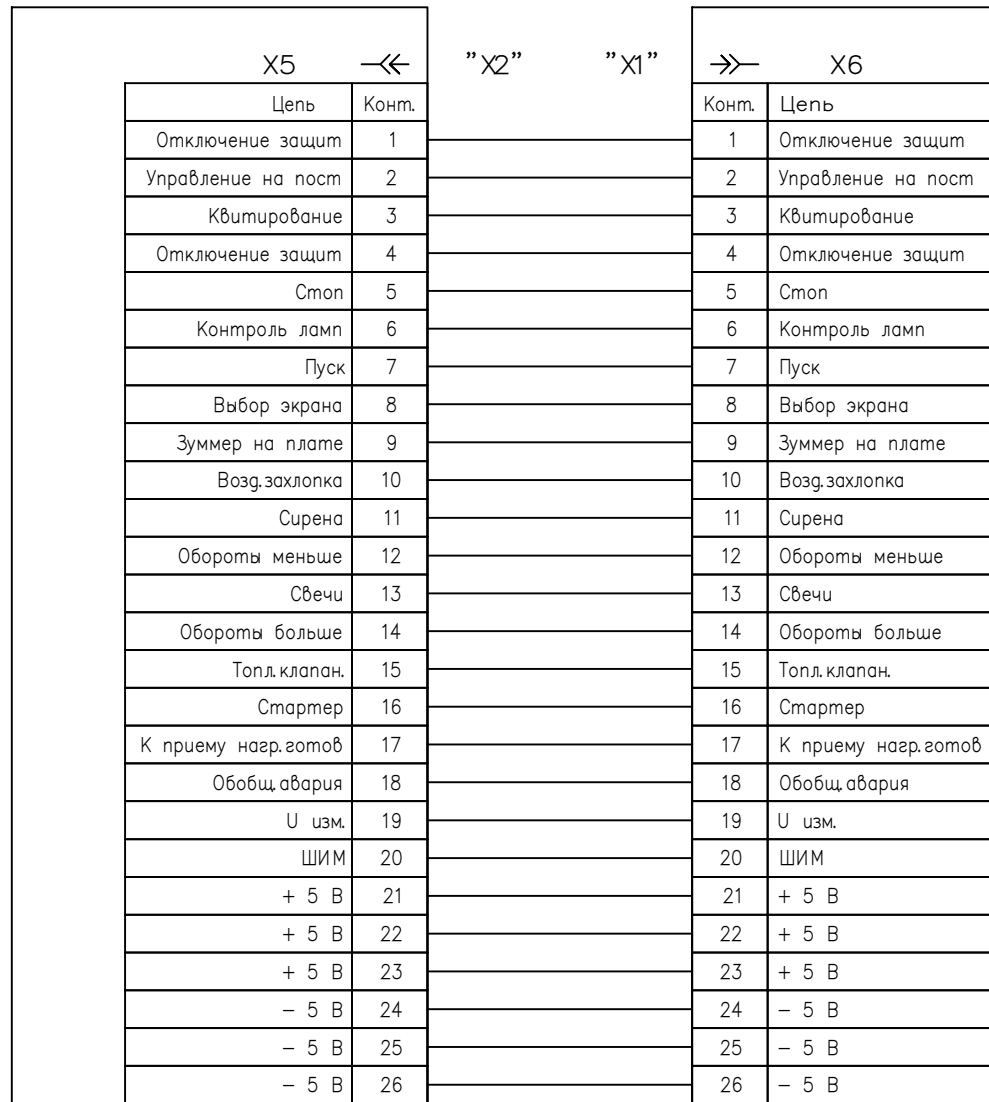 X5 "X2" "X1" X6
Цепь Конт. Конт. Цепь
Отключение защит 1 1 Отключение защит
Управление на пост 2 2 Управление на пост
Квитирование 3 3 Квитирование
Отключение защит 4 4 Отключение защит
Стоп 5 5 Стоп
Контроль ламп 6 6 Контроль ламп
Пуск 7 7 Пуск
Выбор экрана 8 8 Выбор экрана
Зуммер на плате 9 9 Зуммер на плате
Возд.захлопка 10 10 Возд.захлопка
Сирена 11 11 Сирена
Обороты меньше 12 12 Обороты меньше
Свечи 13 13 Свечи
Обороты больше 14 14 Обороты больше
Топл.клапан. 15 15 Топл.клапан.
Стартер 16 16 Стартер
К приему нагр.готов 17 17 К приему нагр.готов
Обобщ.авария 18 18 Обобщ.авария
U изм. 19 19 U изм.
ШИМ 20 20 ШИМ
+ 5 В 21 21 + 5 В
+ 5 В 22 22 + 5 В
+ 5 В 23 23 + 5 В
– 5 В 24 24 – 5 В
– 5 В 25 25 – 5 В
– 5 В 26 26 – 5 В